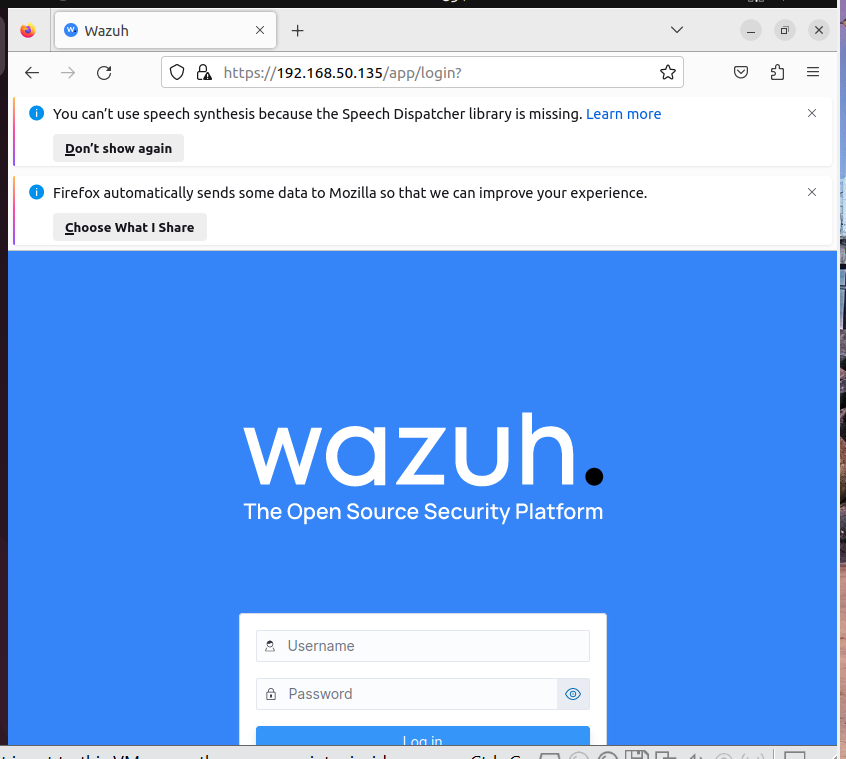 Wazuh
https://192.168.50.135/app/login?
You can't use speech synthesis because the Speech Dispatcher library is missing. Learn more
Don't show again
Firefox automatically sends some data to Mozilla so that we can improve your experience.
Choose What I Share
wazuh.
The Open Source Security Platform
Username
Password
Log in